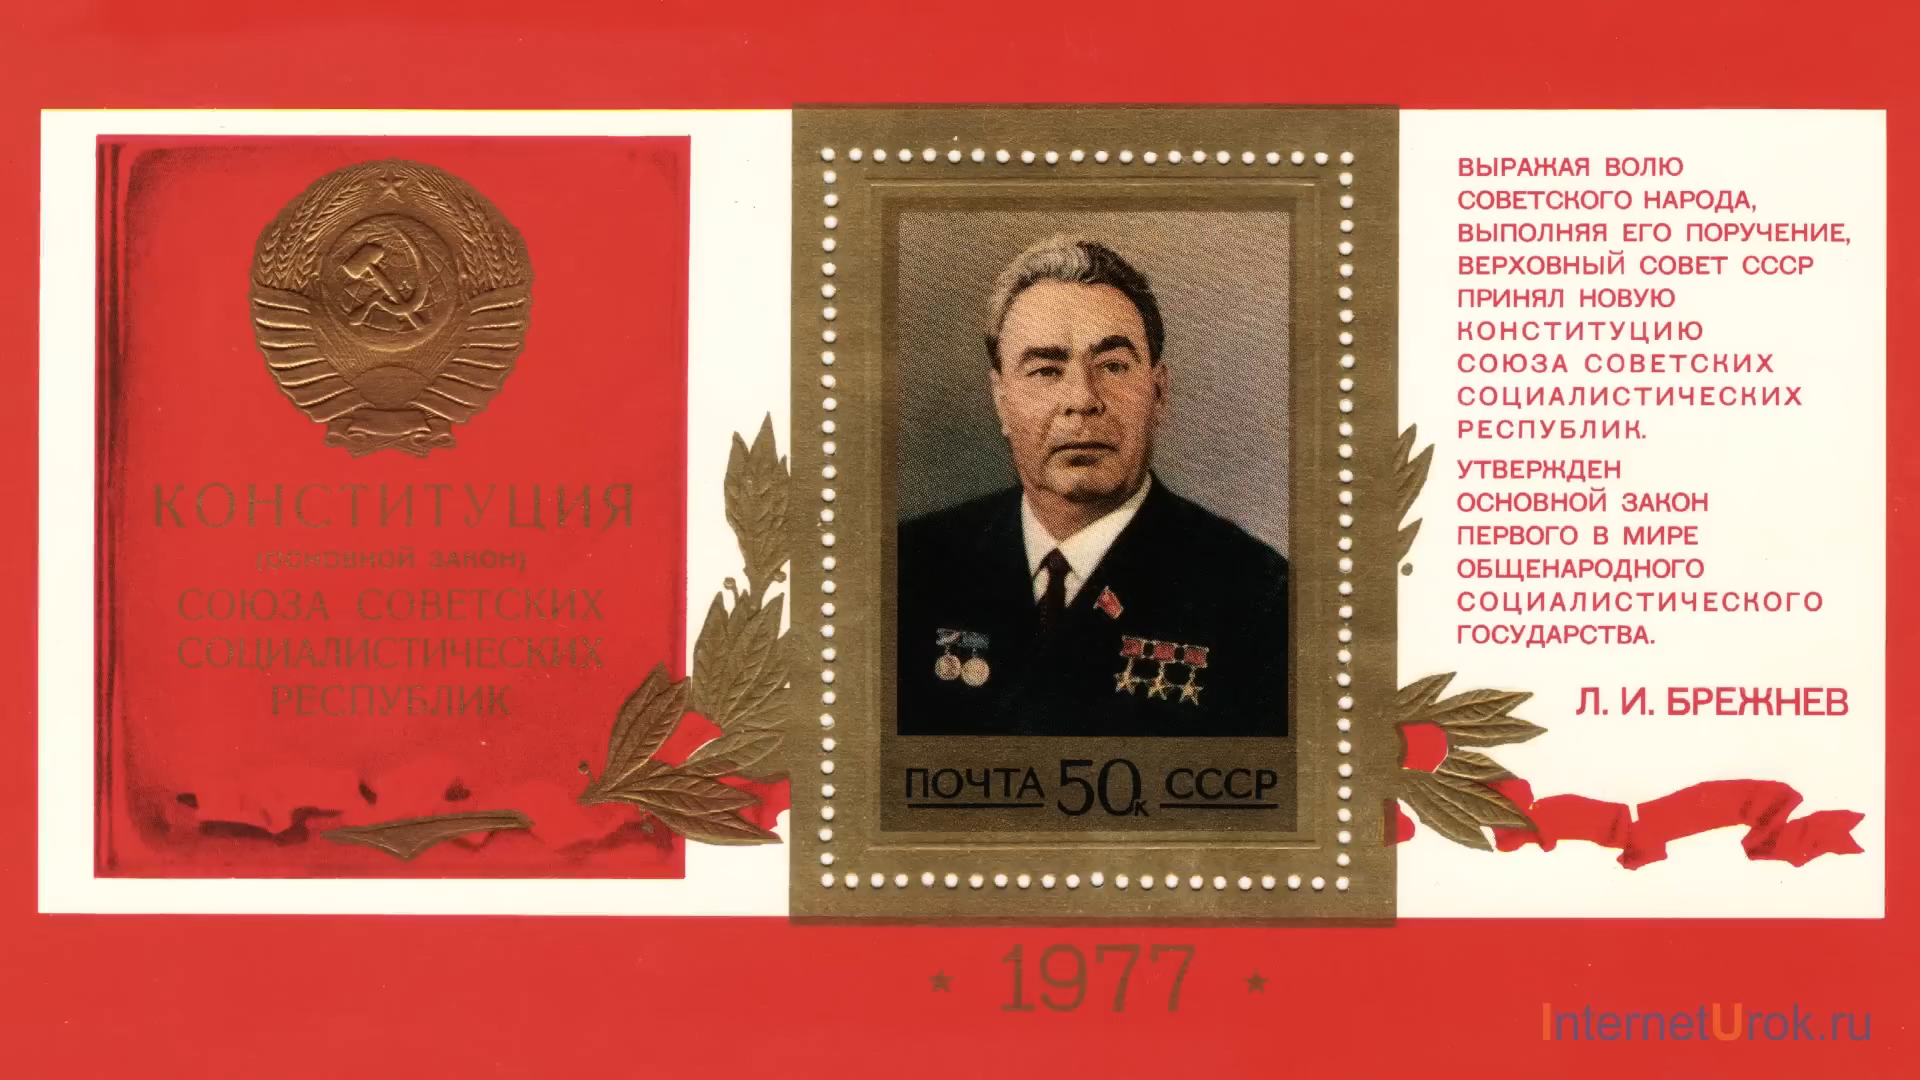 КОНСТИТУЦИЯ
(ОСНОВНОЙ ЗАКОН)
СОЮЗА СОВЕТСКИХ
СОЦИАЛИСТИЧЕСКИХ
РЕСПУБЛИК
ПОЧТА 50к СССР
ВЫРАЖАЯ ВОЛЮ
СОВЕТСКОГО НАРОДА,
ВЫПОЛНЯЯ ЕГО ПОРУЧЕНИЕ,
ВЕРХОВНЫЙ СОВЕТ СССР
ПРИНЯЛ НОВУЮ
КОНСТИТУЦИЮ
СОЮЗА СОВЕТСКИХ
СОЦИАЛИСТИЧЕСКИХ
РЕСПУБЛИК.
УТВЕРЖДЕН
ОСНОВНОЙ ЗАКОН
ПЕРВОГО В МИРЕ
ОБЩЕНАРОДНОГО
СОЦИАЛИСТИЧЕСКОГО
ГОСУДАРСТВА.
Л. И. БРЕЖНЕВ
1977
InternetUrok.ru